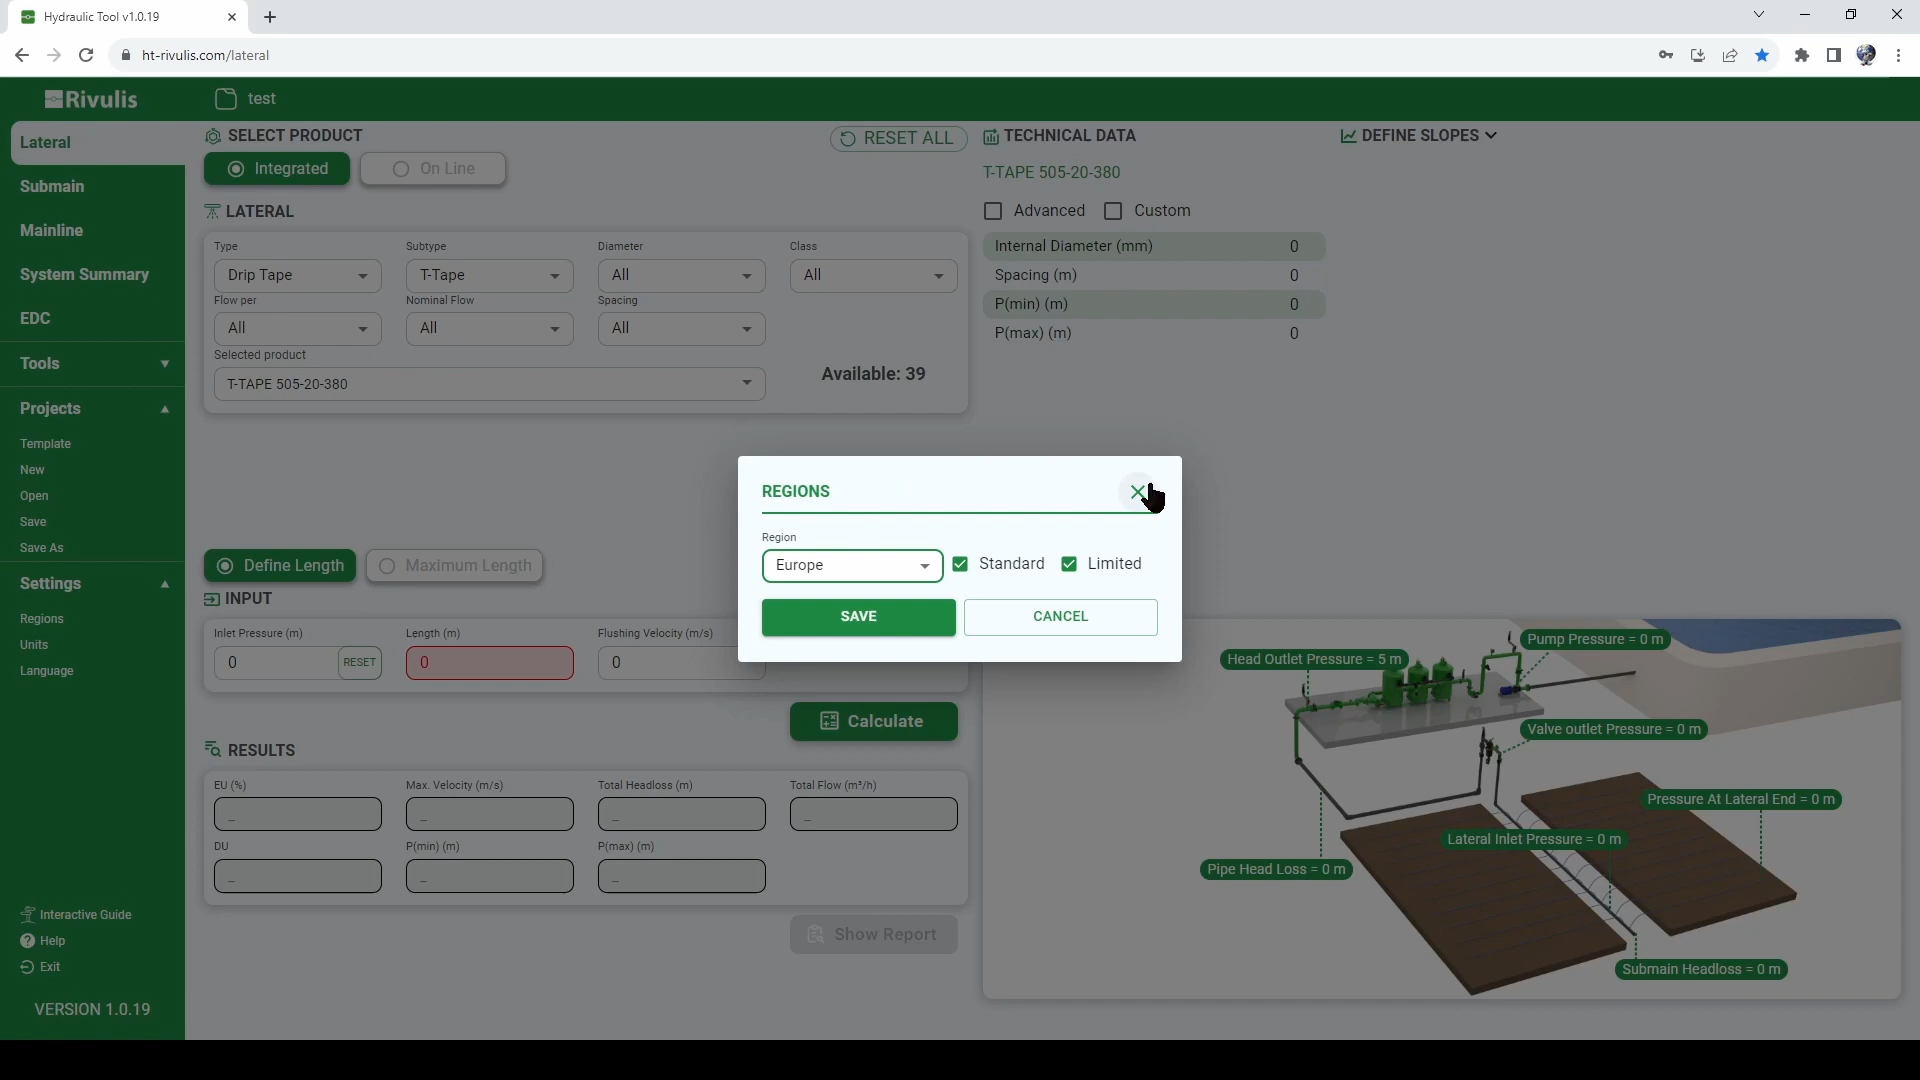 Hydraulic Tool v1.0.19
ht-rivulis.com/lateral
Rivulis
test
Lateral
Submain
Mainline
System Summary
EDC
Tools
Projects
Template
New
Open
Save
Save As
Settings
Regions
Units
Language
Interactive Guide
Help
Exit
VERSION 1.0.19
SELECT PRODUCT
RESET ALL
Integrated
On Line
LATERAL
Type
Subtype
Diameter
Class
Drip Tape
T-Tape
All
All
Flow per
Nominal Flow
Spacing
All
All
All
Selected product
T-TAPE 505-20-380
Available: 39
TECHNICAL DATA
T-TAPE 505-20-380
Advanced
Custom
Internal Diameter (mm) 0
Spacing (m) 0
P(min) (m) 0
P(max) (m) 0
DEFINE SLOPES
REGIONS
Region
Europe
Standard
Limited
SAVE
CANCEL
Define Length
Maximum Length
INPUT
Inlet Pressure (m)
Length (m)
Flushing Velocity (m/s)
0
RESET
0
0
Calculate
RESULTS
EU (%)
Max. Velocity (m/s)
Total Headloss (m)
Total Flow (m³/h)
_
_
_
_
DU
P(min) (m)
P(max) (m)
_
_
_
Show Report
Pump Pressure = 0 m
Head Outlet Pressure = 5 m
Valve outlet Pressure = 0 m
Pressure At Lateral End = 0 m
Lateral Inlet Pressure = 0 m
Pipe Head Loss = 0 m
Submain Headloss = 0 m